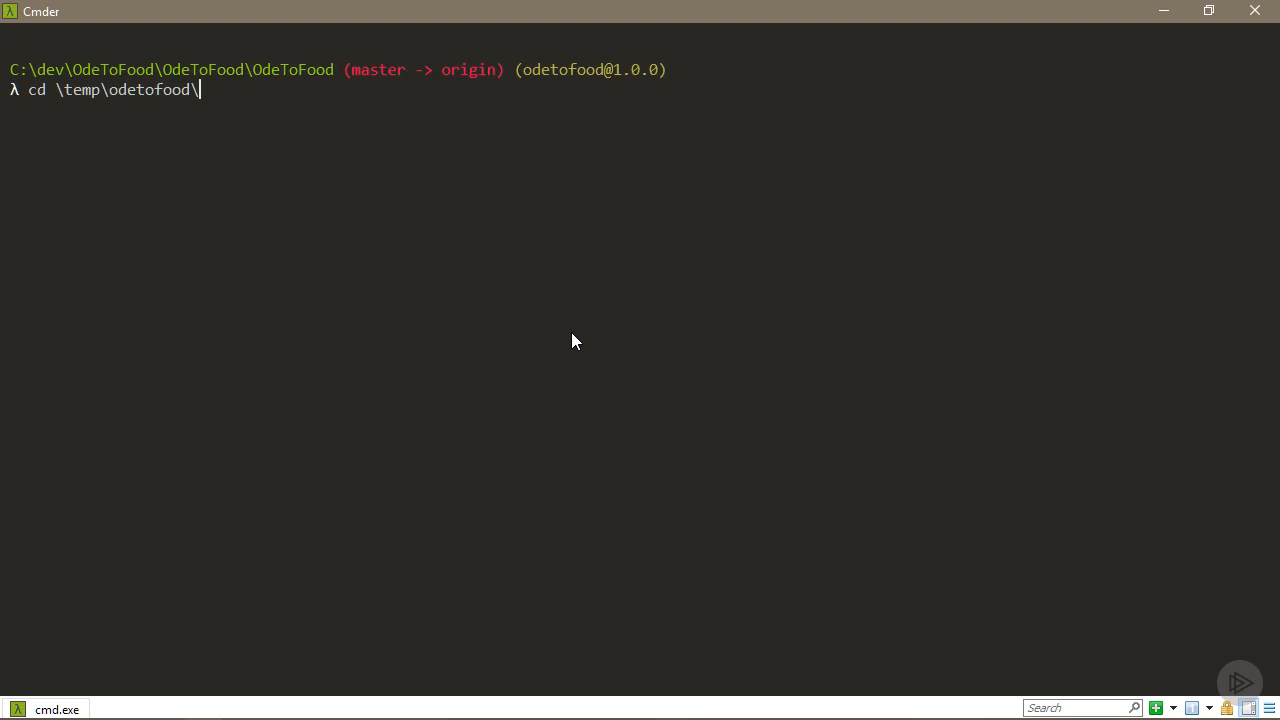 Cmder
C:\dev\OdeToFood\OdeToFood\OdeToFood (master -> origin) (odetofood@1.0.0)
λ cd \temp\odetofood\
cmd.exe
Search